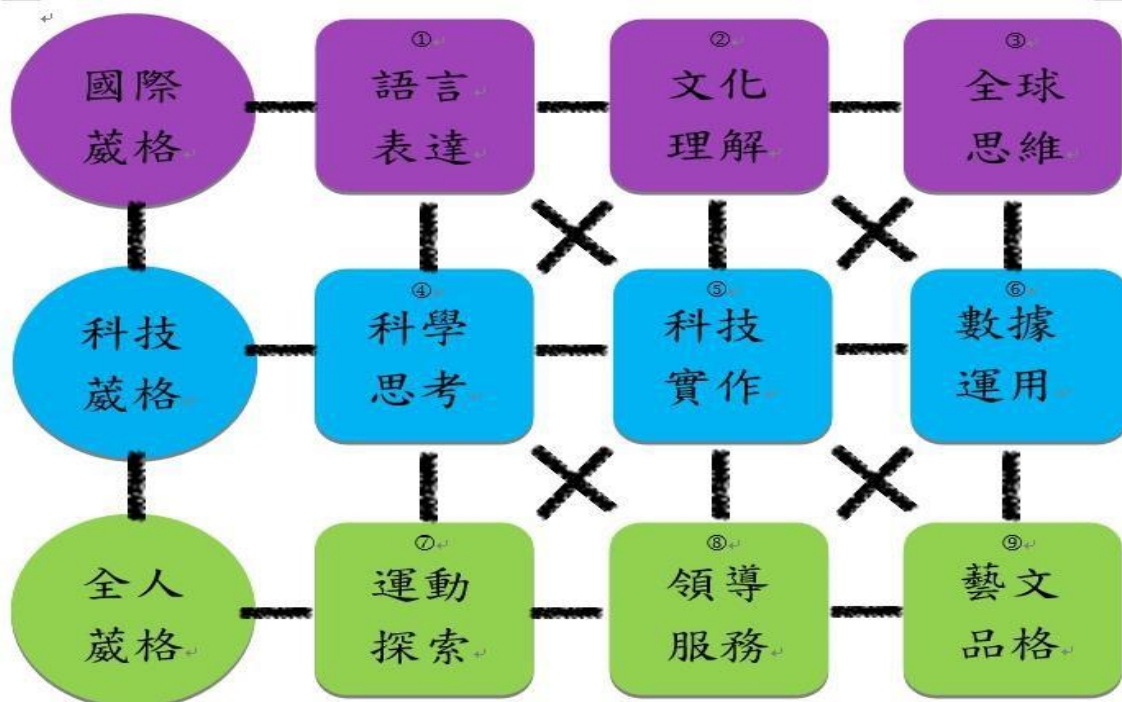 國際
葳格
①
語言
表達
②
文化
理解
③
全球
思維
科技
葳格
④
科學
思考
⑤
科技
實作
⑥
數據
運用
全人
葳格
⑦
運動
探索
⑧
領導
服務
⑨
藝文
品格